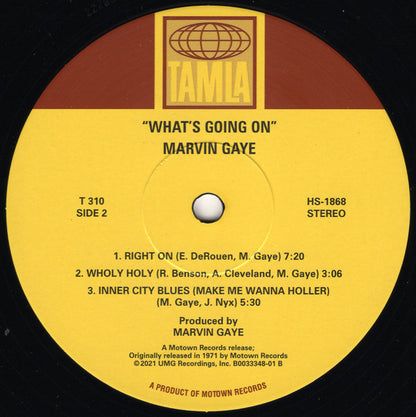 TAMLA
"WHAT'S GOING ON"
MARVIN GAYE
T 310
SIDE 2
HS-1868
STEREO
1. RIGHT ON (E. DeRouen, M. Gaye) 7:20
2. WHOLY HOLY (R. Benson, A. Cleveland, M. Gaye) 3:06
3. INNER CITY BLUES (MAKE ME WANNA HOLLER)
(M. Gaye, J. Nyx) 5:30
Produced by
MARVIN GAYE
A Motown Records release;
Originally released in 1971 by Motown Records
©2021 UMG Recordings, Inc. B0033348-01 B
A PRODUCT OF MOTOWN RECORDS